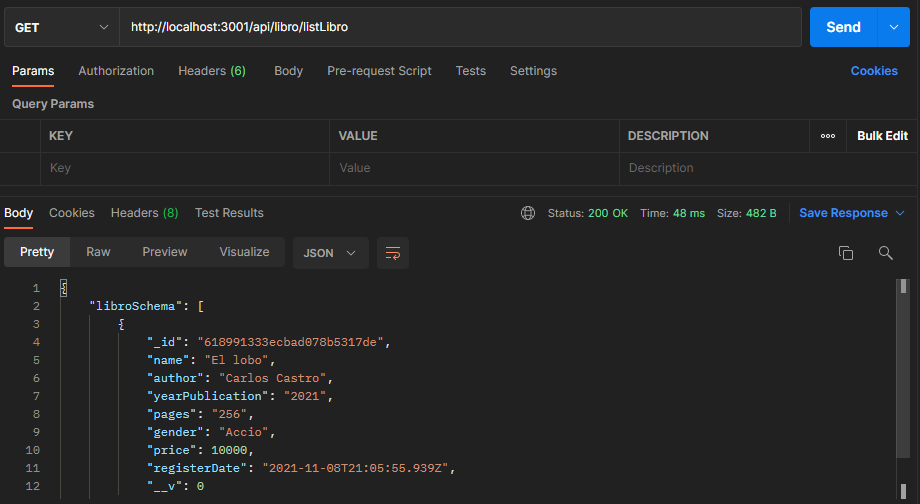 GET http://localhost:3001/api/libro/listLibro Send
Params Authorization Headers (6) Body Pre-request Script Tests Settings Cookies
Query Params
KEY VALUE DESCRIPTION ooo Bulk Edit
Key Value Description
Body Cookies Headers (8) Test Results Status: 200 OK Time: 48 ms Size: 482 B Save Response
Pretty Raw Preview Visualize JSON
1 {
2 "libroSchema": [
3 {
4 "_id": "618991333ecbad078b5317de",
5 "name": "El lobo",
6 "author": "Carlos Castro",
7 "yearPublication": "2021",
8 "pages": "256",
9 "gender": "Accio",
10 "price": 10000,
11 "registerDate": "2021-11-08T21:05:55.939Z",
12 "__v": 0